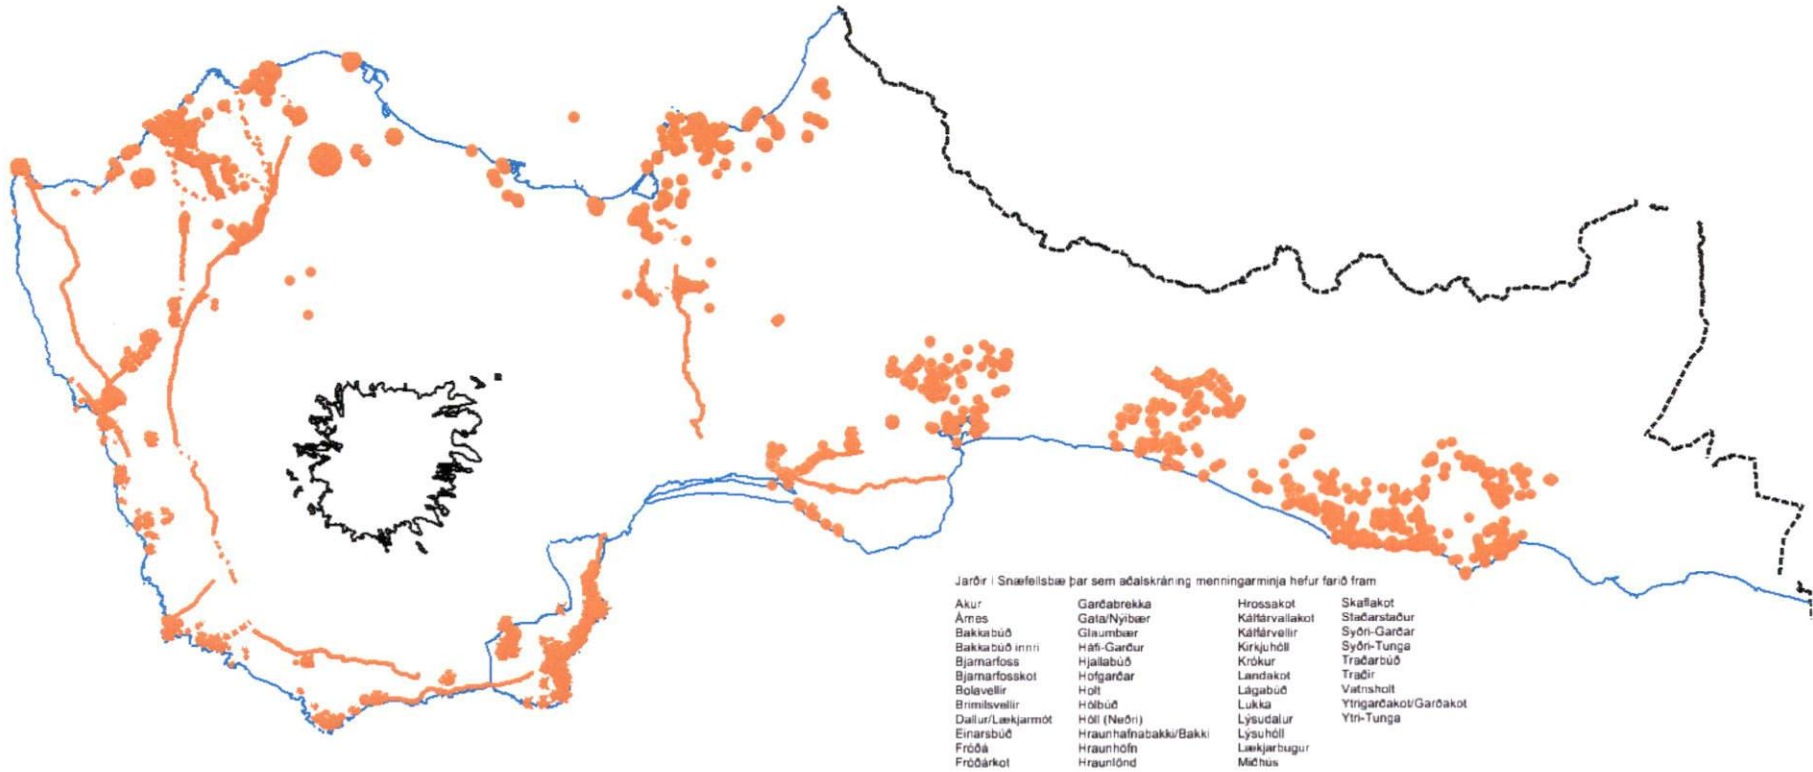 Jarðir í Snæfellsbæ þar sem aðalskráning menningarminja hefur farið fram
Akur
Árnes
Bakkabúð
Bakkabúð innri
Bjarnarfoss
Bjarnarfosskot
Bolavellir
Brimilsvellir
Dallur/Lækjarmót
Einarsbúð
Fróðá
Fróðárkot
Garðabrekka
Gata/Nýibær
Glaumbær
Háfi-Garður
Hjallabúð
Hofgarðar
Holt
Hólbúð
Hóll (Neðri)
Hraunhafnabakki/Bakki
Hraunhöfn
Hraunlönd
Hrossakot
Kálfárvallakot
Kálfárvellir
Kirkjuhóll
Krókur
Landakot
Lágabúð
Lukka
Lýsudalur
Lýsuhóll
Lækjarbugur
Miðhús
Skaflakot
Staðarstaður
Syðri-Garðar
Syðri-Tunga
Traðarbúð
Traðir
Vatnsholt
Ytrigarðakot/Garðakot
Ytri-Tunga